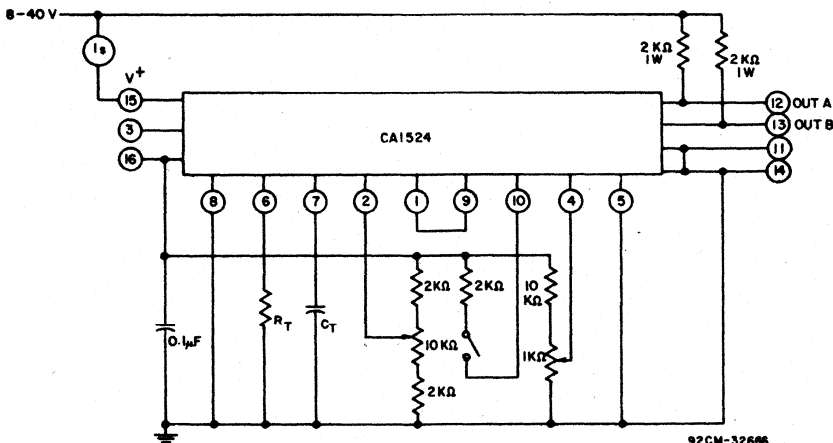 8-40 V
Is
V+
2 KΩ
1W
2 KΩ
1W
15
12 OUT A
3
CA1524
13 OUT B
16
11
14
8
6
7
2
1
9
10
4
5
2KΩ
2KΩ
10
KΩ
0.1μF
RT
CT
10KΩ
1KΩ
2KΩ
92CM-32666